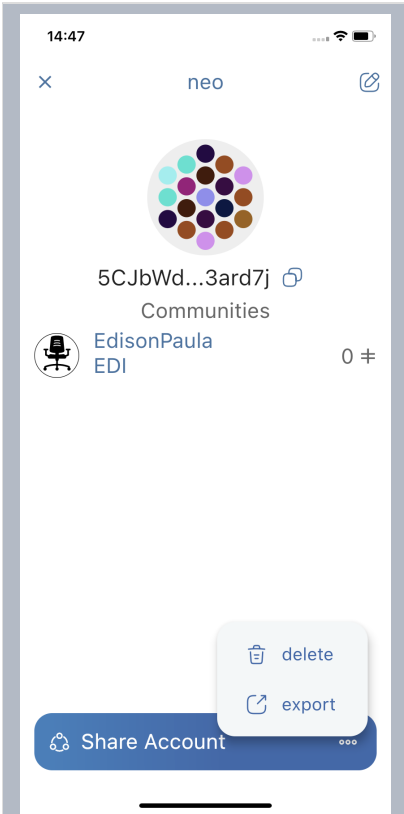 14:47
neo
5CJbWd...3ard7j
Communities
EdisonPaula
EDI
0
delete
export
Share Account